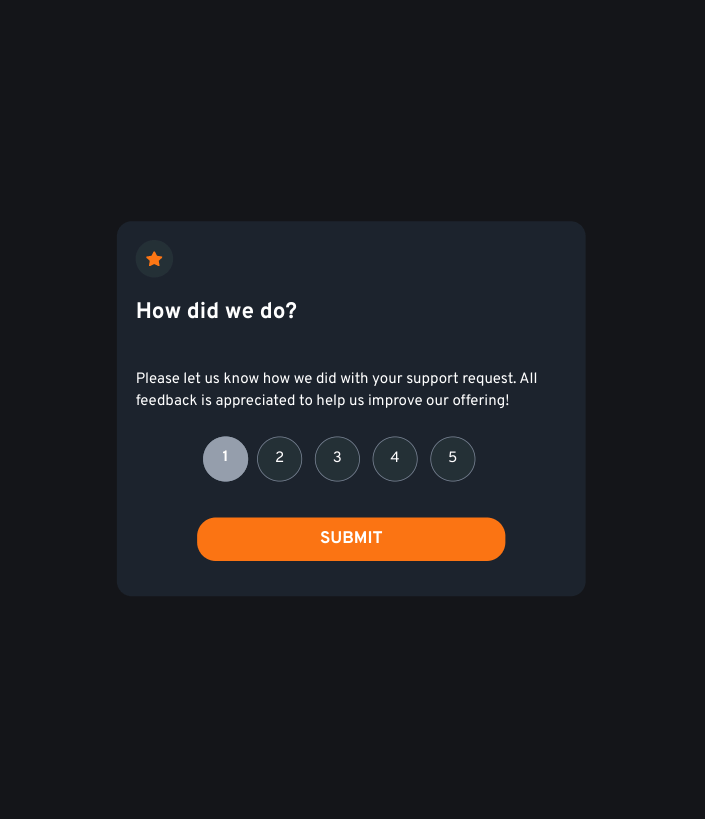 How did we do?
Please let us know how we did with your support request. All
feedback is appreciated to help us improve our offering!
1 2 3 4 5
SUBMIT